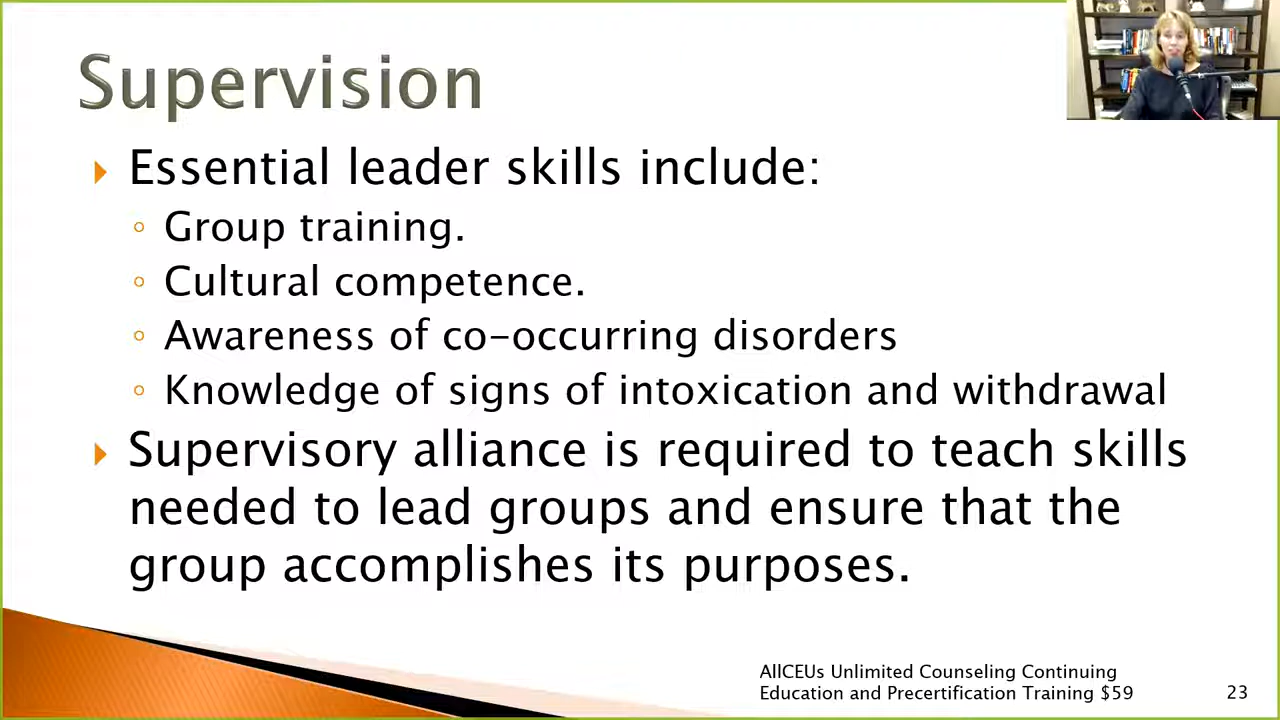 Supervision
Essential leader skills include:
Group training.
Cultural competence.
Awareness of co-occurring disorders
Knowledge of signs of intoxication and withdrawal
Supervisory alliance is required to teach skills
needed to lead groups and ensure that the
group accomplishes its purposes.
AllCEUs Unlimited Counseling Continuing
Education and Precertification Training $59
23